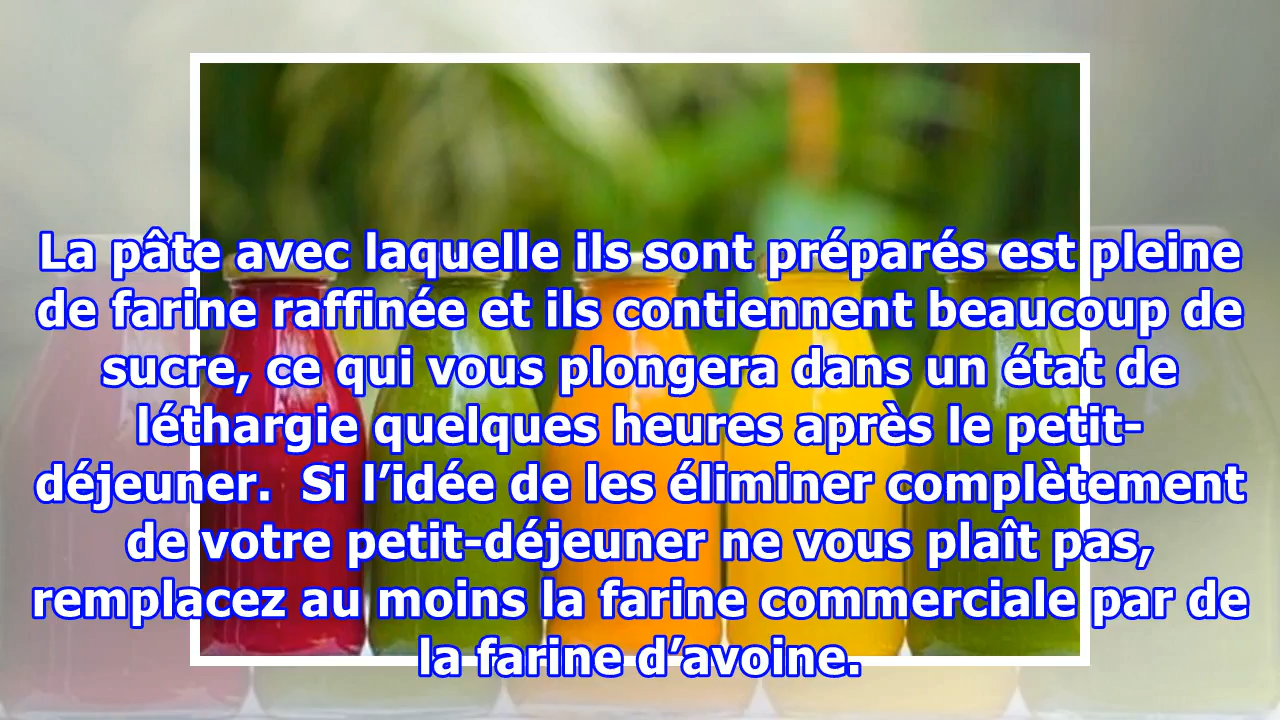 La pâte avec laquelle ils sont préparés est pleine
de farine raffinée et ils contiennent beaucoup de
sucre, ce qui vous plongera dans un état de
léthargie quelques heures après le petit-
déjeuner.  Si l’idée de les éliminer complètement
de votre petit-déjeuner ne vous plaît pas,
remplacez au moins la farine commerciale par de
la farine d’avoine.